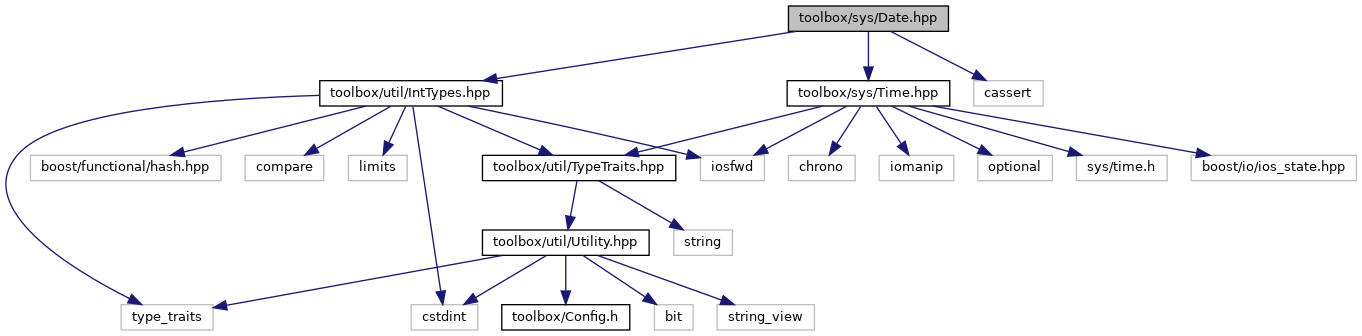 toolbox/sys/Date.hpp
toolbox/util/IntTypes.hpp
toolbox/sys/Time.hpp
cassert
boost/functional/hash.hpp
compare
limits
toolbox/util/TypeTraits.hpp
iosfwd
chrono
iomanip
optional
sys/time.h
boost/io/ios_state.hpp
toolbox/util/Utility.hpp
string
type_traits
cstdint
toolbox/Config.h
bit
string_view